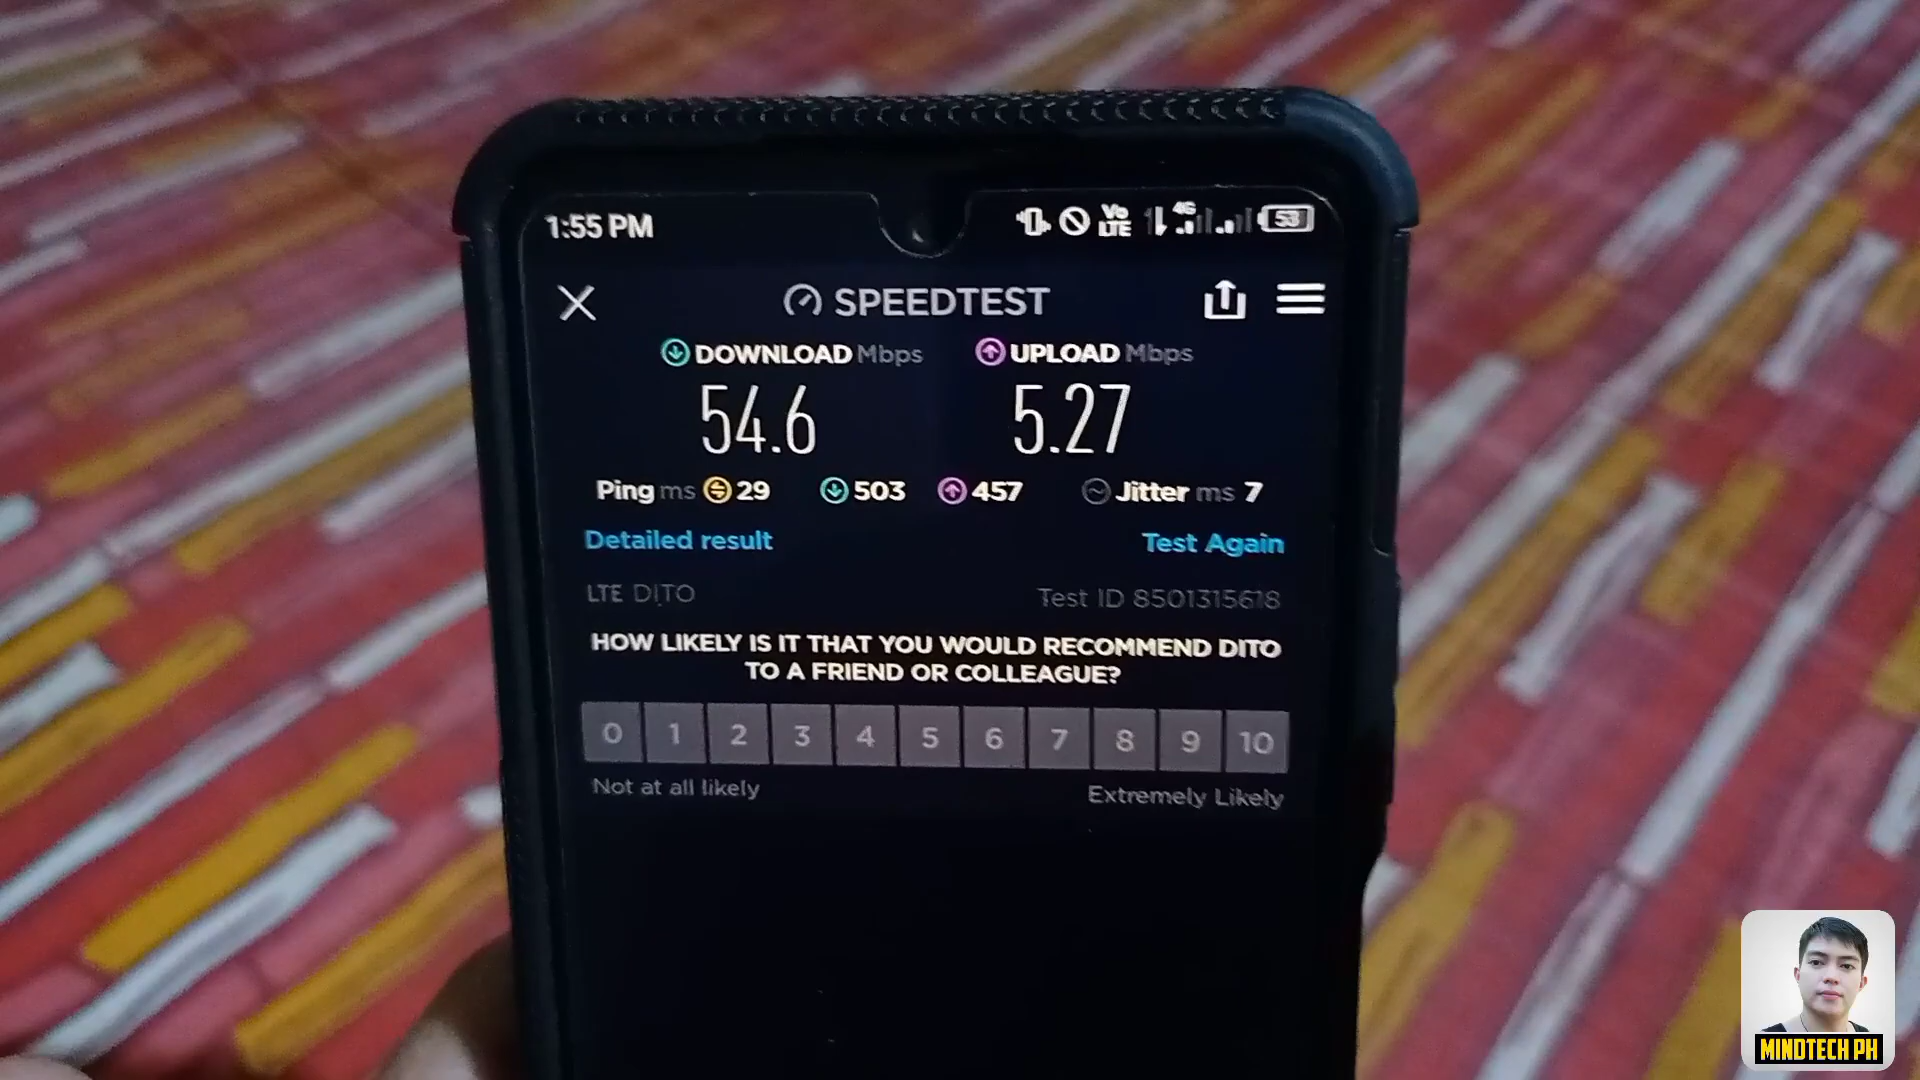 1:55 PM
Vo
LTE
4G
53
SPEEDTEST
DOWNLOAD Mbps
UPLOAD Mbps
54.6
5.27
Ping ms 29
503
457
Jitter ms 7
Detailed result
Test Again
LTE DITO
Test ID 8501315618
HOW LIKELY IS IT THAT YOU WOULD RECOMMEND DITO
TO A FRIEND OR COLLEAGUE?
0 1 2 3 4 5 6 7 8 9 10
Not at all likely
Extremely Likely
MINDTECH PH